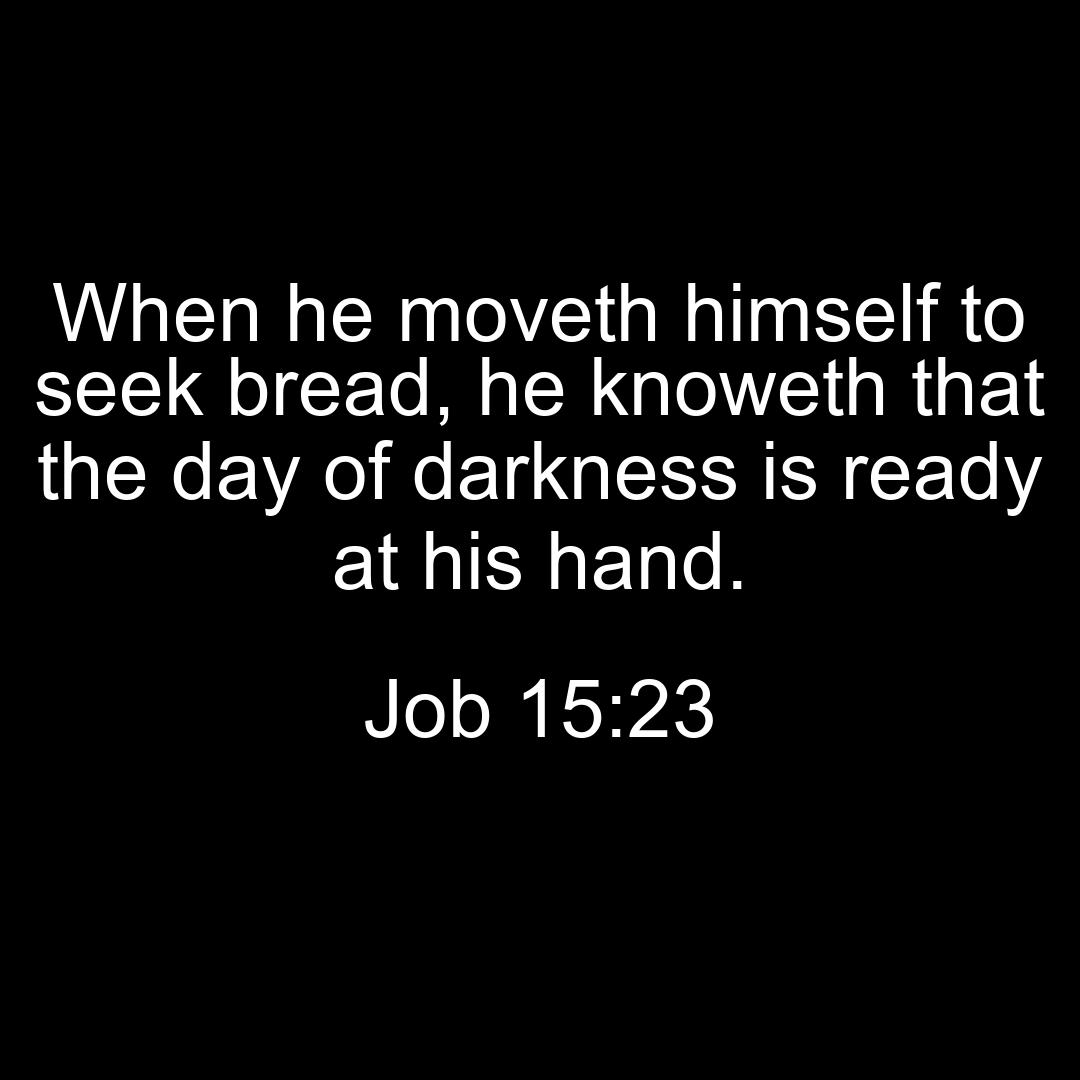 When he moveth himself to
seek bread, he knoweth that
the day of darkness is ready
at his hand.
Job 15:23